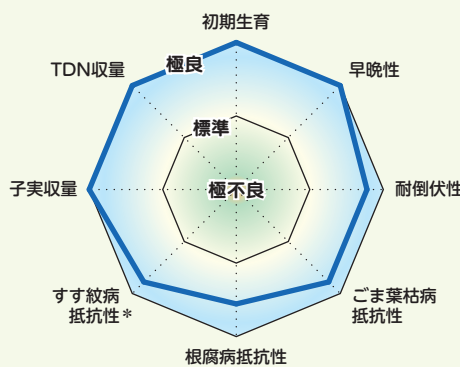 初期生育
TDN収量
極良
早晩性
標準
子実収量
極不良
耐倒伏性
すす紋病
抵抗性*
ごま葉枯病
抵抗性
根腐病抵抗性